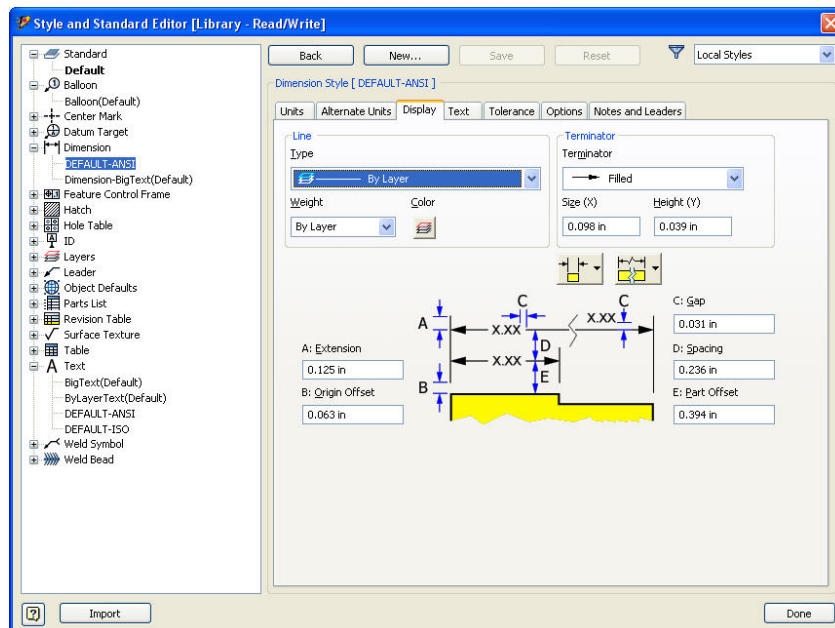 Style and Standard Editor [Library - Read/Write]
Back
New...
Save
Reset
Local Styles
Standard
Default
Balloon
Balloon(Default)
Center Mark
Datum Target
Dimension
DEFAULT-ANSI
Dimension-BigText(Default)
Feature Control Frame
Hatch
Hole Table
ID
Layers
Leader
Object Defaults
Parts List
Revision Table
Surface Texture
Table
Text
BigText(Default)
ByLayerText(Default)
DEFAULT-ANSI
DEFAULT-ISO
Weld Symbol
Weld Bead
Dimension Style [ DEFAULT-ANSI ]
Units
Alternate Units
Display
Text
Tolerance
Options
Notes and Leaders
Line
Type
By Layer
Weight
Color
By Layer
Terminator
Terminator
Filled
Size (X)
Height (Y)
0.098 in
0.039 in
A: Extension
0.125 in
B: Origin Offset
0.063 in
A
B
C
C
D
E
X.XX
X.XX
X.XX
C: Gap
0.031 in
D: Spacing
0.236 in
E: Part Offset
0.394 in
Import
Done